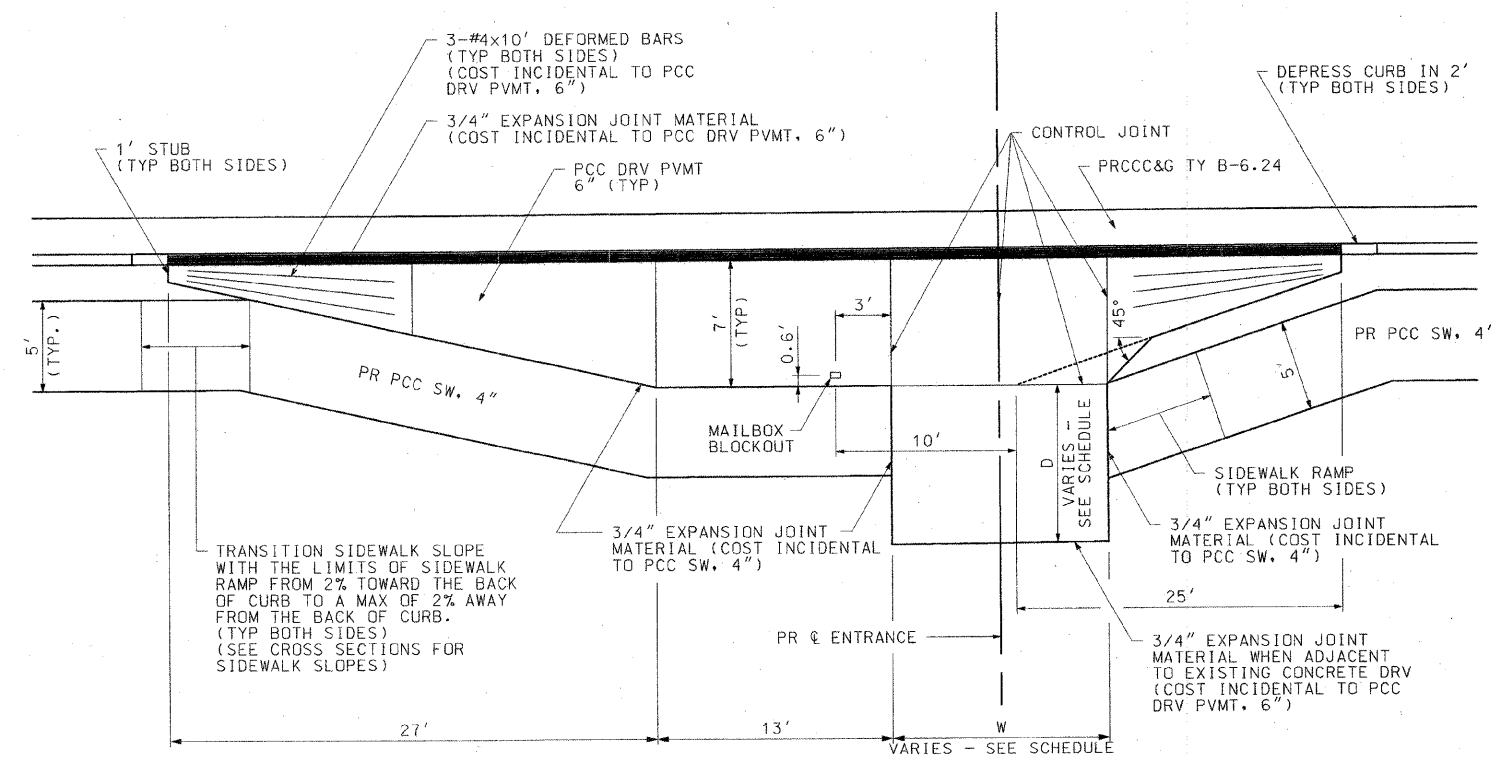 3-#4x10' DEFORMED BARS
(TYP BOTH SIDES)
(COST INCIDENTAL TO PCC
DRV PVMT, 6")
3/4" EXPANSION JOINT MATERIAL
(COST INCIDENTAL TO PCC DRV PVMT, 6")
1' STUB
(TYP BOTH SIDES)
PCC DRV PVMT
6" (TYP)
DEPRESS CURB IN 2'
(TYP BOTH SIDES)
CONTROL JOINT
PRCCC&G TY B-6.24
5'
(TYP.)
PR PCC SW, 4"
7'
(TYP)
3'
0.6'
MAILBOX
BLOCKOUT
10'
45°
D
VARIES -
SEE SCHEDULE
5'
PR PCC SW, 4'
SIDEWALK RAMP
(TYP BOTH SIDES)
3/4" EXPANSION JOINT
MATERIAL (COST INCIDENTAL
TO PCC SW, 4")
3/4" EXPANSION JOINT
MATERIAL (COST INCIDENTAL
TO PCC SW, 4")
TRANSITION SIDEWALK SLOPE
WITH THE LIMITS OF SIDEWALK
RAMP FROM 2% TOWARD THE BACK
OF CURB TO A MAX OF 2% AWAY
FROM THE BACK OF CURB.
(TYP BOTH SIDES)
(SEE CROSS SECTIONS FOR
SIDEWALK SLOPES)
25'
PR ℄ ENTRANCE
3/4" EXPANSION JOINT
MATERIAL WHEN ADJACENT
TO EXISTING CONCRETE DRV
(COST INCIDENTAL TO PCC
DRV PVMT, 6")
27'
13'
W
VARIES - SEE SCHEDULE